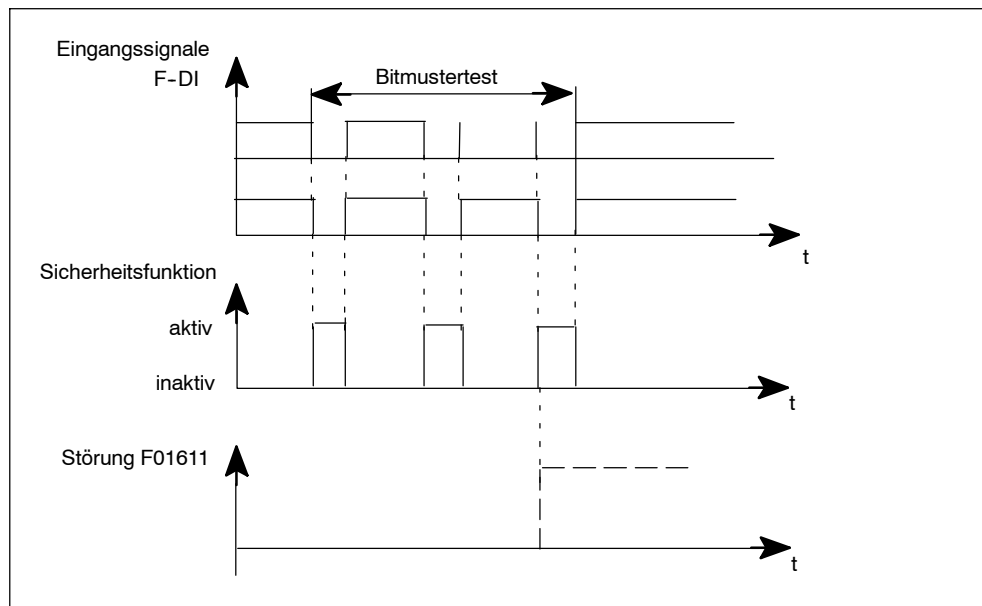 Eingangssignale
F-DI
Bitmustertest
t
Sicherheitsfunktion
aktiv
inaktiv
t
Störung F01611
t